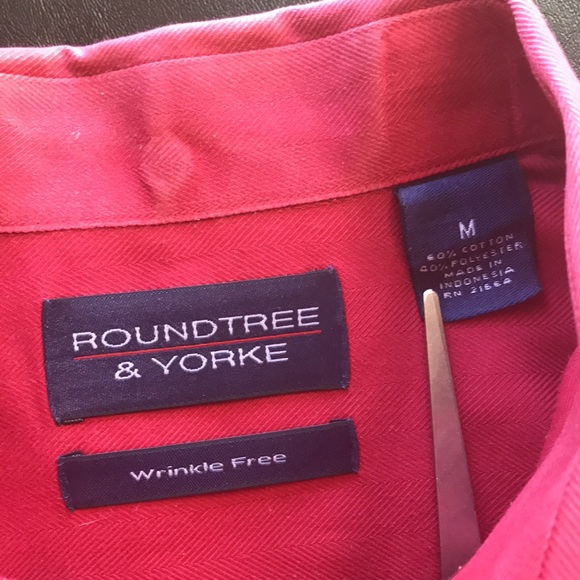 ROUNDTREE
& YORKE
Wrinkle Free
M
60% COTTON
40% POLYESTER
MADE IN
INDONESIA
RN 21664